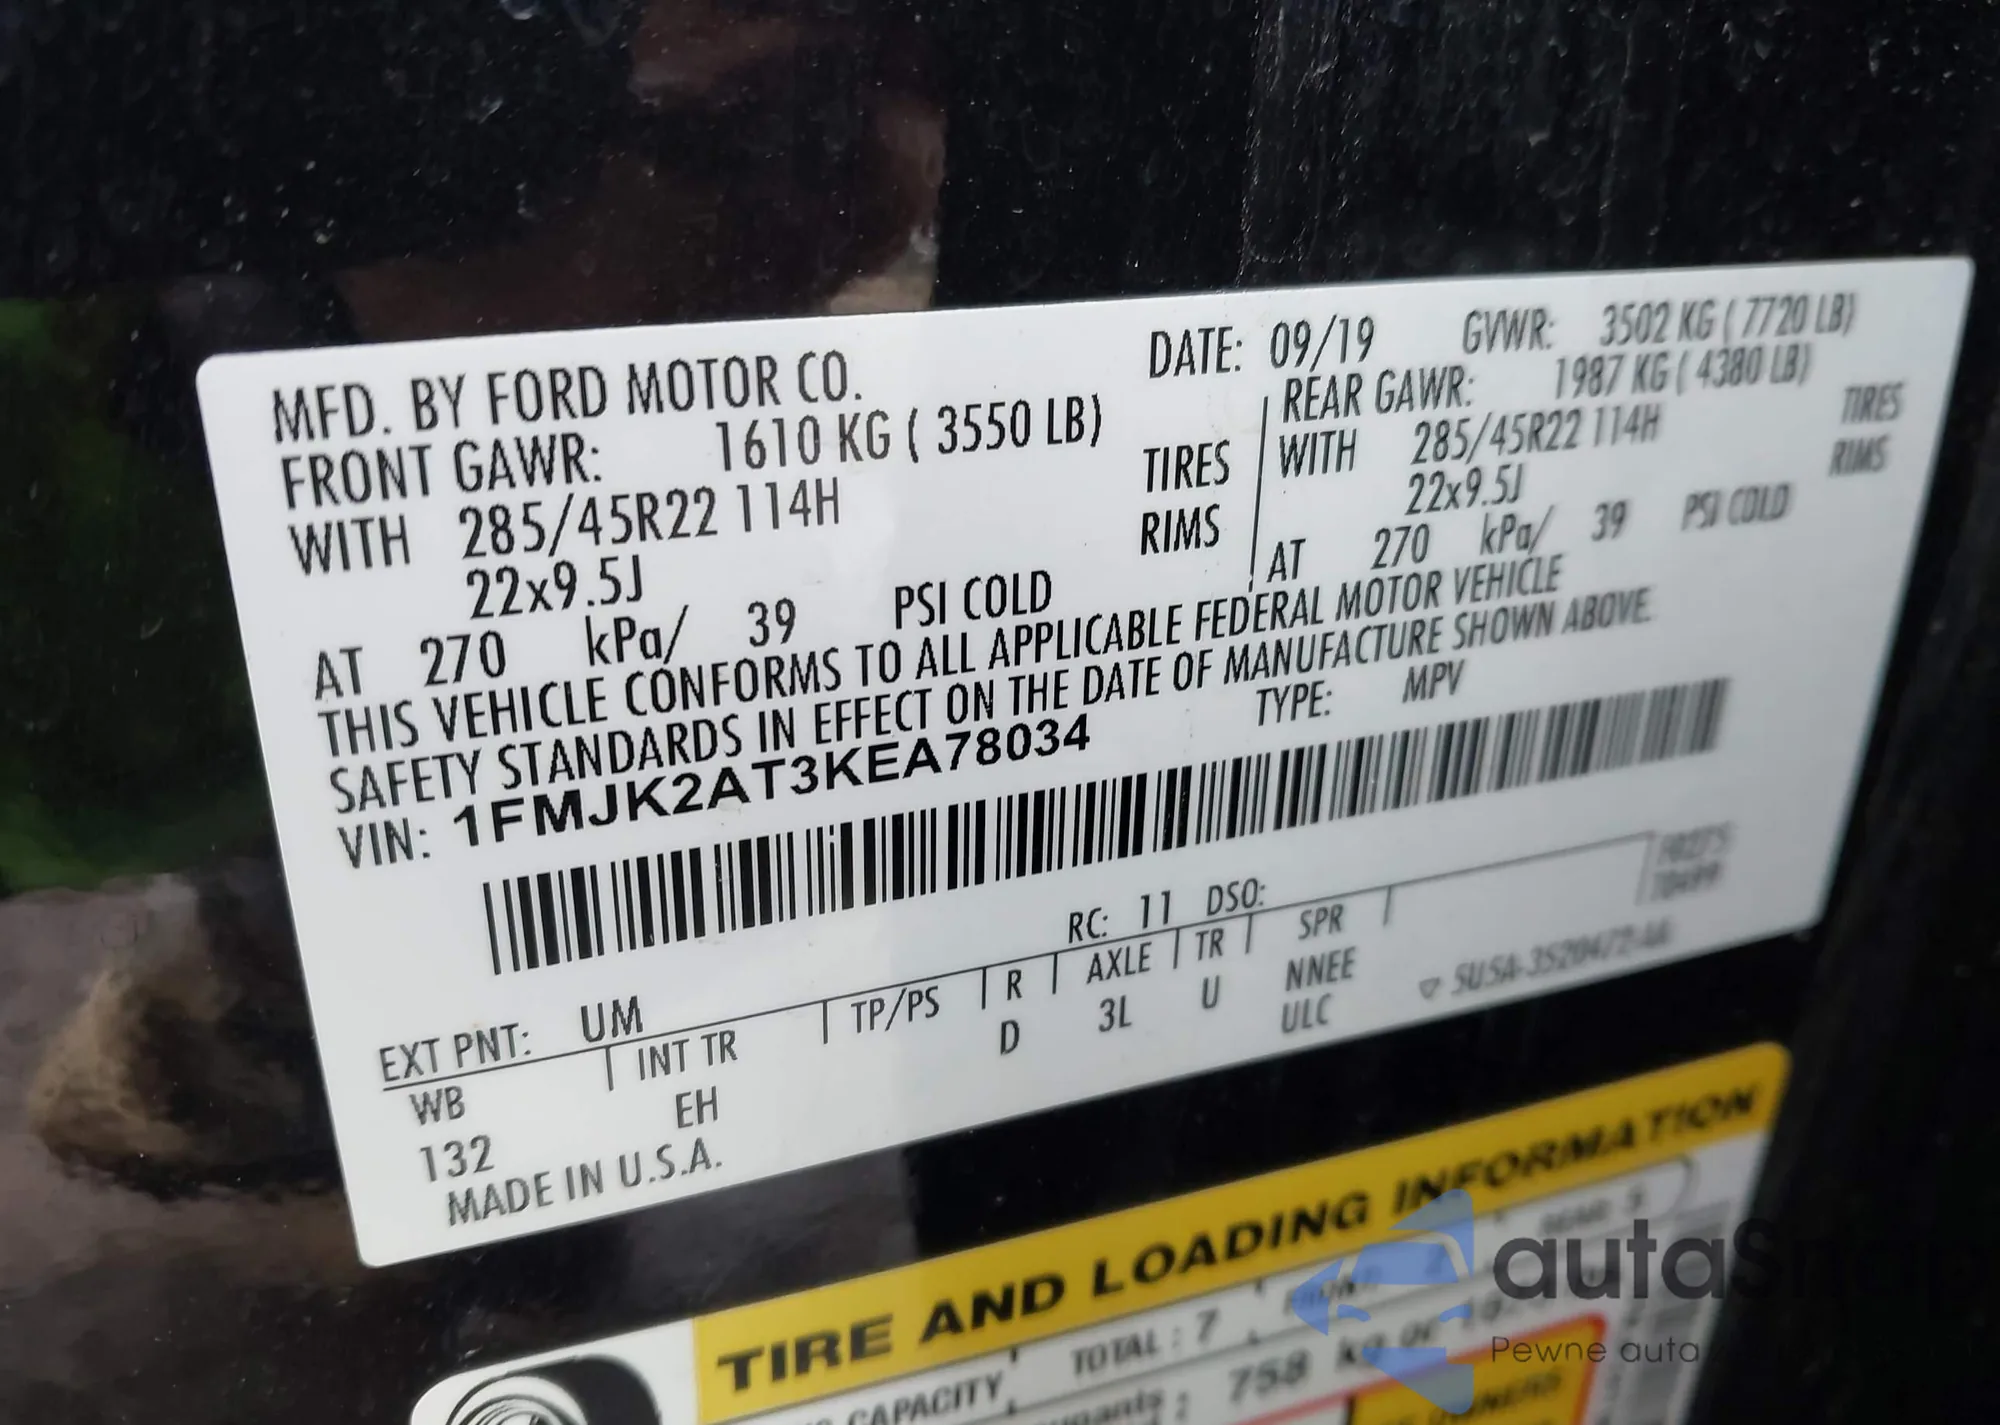 MFD. BY FORD MOTOR CO.
DATE: 09/19 GVWR: 3502 KG ( 7720 LB)
FRONT GAWR: 1610 KG ( 3550 LB)
WITH 285/45R22 114H TIRES
22x9.5J RIMS
AT 270 kPa/ 39 PSI COLD
REAR GAWR: 1987 KG ( 4380 LB)
WITH 285/45R22 114H TIRES
22x9.5J RIMS
AT 270 kPa/ 39 PSI COLD
THIS VEHICLE CONFORMS TO ALL APPLICABLE FEDERAL MOTOR VEHICLE
SAFETY STANDARDS IN EFFECT ON THE DATE OF MANUFACTURE SHOWN ABOVE.
VIN: 1FMJK2AT3KEA78034 TYPE: MPV
EXT PNT: UM RC: 11 DSO:
WB INT TR TP/PS R AXLE TR SPR
132 EH D 3L U NNEE
ULC
MADE IN U.S.A.
TIRE AND LOADING INFORMATION
CAPACITY TOTAL : 7
758 kg
OWNERS
Pewne auta